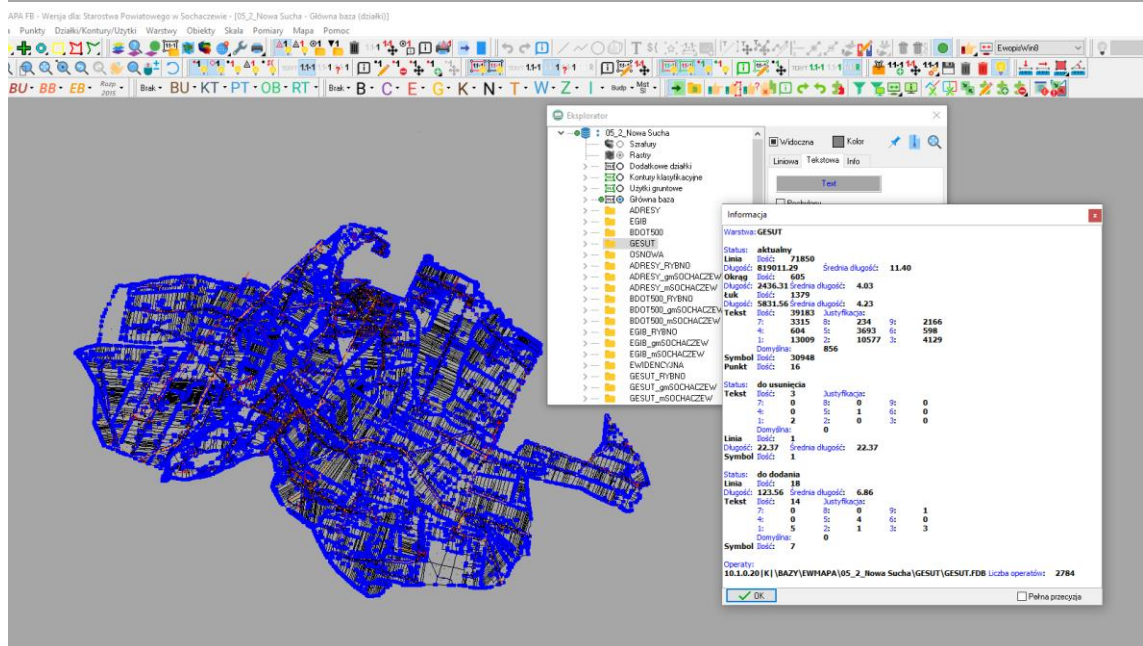 APA FB - Wersja dla: Starostwa Powiatowego w Sochaczewie - [05_2_Nowa Sucha - Główna baza (działki)]
Punkty Działki/Kontury/Użytki Warstwy Obiekty Skala Pomiary Mapa Pomoc
EwopisWin8
BU BB EB Rozp 2015 Brak BU KT PT OB RT Brak B C E G K N T W Z I Budp Mst Sl
Eksplorator
05_2_Nowa Sucha
Szrafury
Rastry
Dodatkowe działki
Kontury klasyfikacyjne
Użytki gruntowe
Główna baza
ADRESY
EGIB
BDOT500
GESUT
OSNOWA
ADRESY_RYBNO
ADRESY_gmSOCHACZEW
ADRESY_mSOCHACZEW
BDOT500_RYBNO
BDOT500_gmSOCHACZEW
BDOT500_mSOCHACZEW
EGIB_RYBNO
EGIB_gmSOCHACZEW
EGIB_mSOCHACZEW
EWIDENCYJNA
GESUT_RYBNO
GESUT_gmSOCHACZEW
GESUT_mSOCHACZEW
Widoczna Kolor
Liniowa Tekstowa Info
Text
Informacja
Warstwa: GESUT
Status: aktualny
Linia Ilość: 71850
Długość: 819011.29 Średnia długość: 11.40
Okrąg Ilość: 605
Długość: 2436.31 Średnia długość: 4.03
Łuk Ilość: 1379
Długość: 5831.56 Średnia długość: 4.23
Tekst Ilość: 39183 Justyfikacja:
7: 3315 8: 234 9: 2166
4: 604 5: 3693 6: 598
1: 13009 2: 10577 3: 4129
Domyślna: 856
Symbol Ilość: 30948
Punkt Ilość: 16
Status: do usunięcia
Tekst Ilość: 3 Justyfikacja:
7: 0 8: 0 9: 0
4: 0 5: 1 6: 0
1: 2 2: 0 3: 0
Domyślna: 0
Linia Ilość: 1
Długość: 22.37 Średnia długość: 22.37
Symbol Ilość: 1
Status: do dodania
Linia Ilość: 18
Długość: 123.56 Średnia długość: 6.86
Tekst Ilość: 14 Justyfikacja:
7: 0 8: 0 9: 1
4: 0 5: 4 6: 0
1: 5 2: 1 3: 3
Domyślna: 0
Symbol Ilość: 7
Operaty:
10.1.0.20|K|\BAZY\EWMAPA\05_2_Nowa Sucha\GESUT\GESUT.FDB Liczba operatów: 2784
OK
Pełna przecyzja